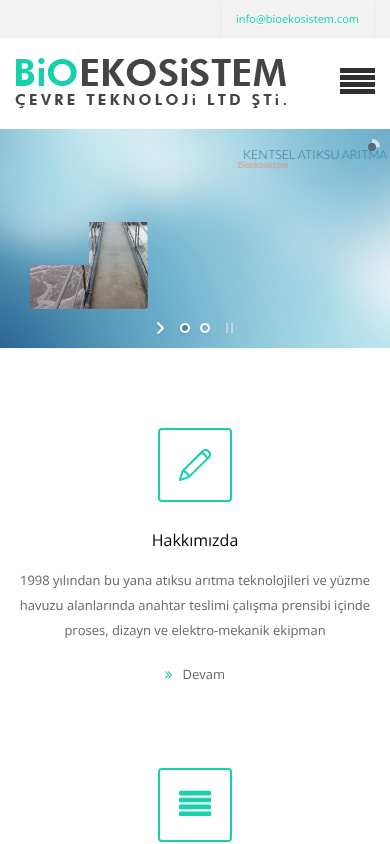 info@bioekosistem.com
BiOEKOSiSTEM
ÇEVRE TEKNOLOJi LTD ŞTi.
KENTSEL ATIKSU ARITMA
Bioekosistem
Hakkımızda
1998 yılından bu yana atıksu arıtma teknolojileri ve yüzme
havuzu alanlarında anahtar teslimi çalışma prensibi içinde
proses, dizayn ve elektro-mekanik ekipman
» Devam